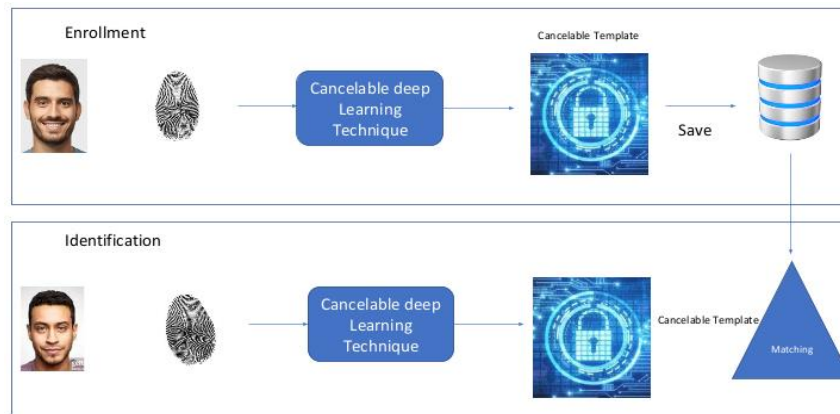 Enrollment
Cancelable Template
Cancelable deep
Learning
Technique
Save
Identification
Cancelable deep
Learning
Technique
Cancelable Template
Matching